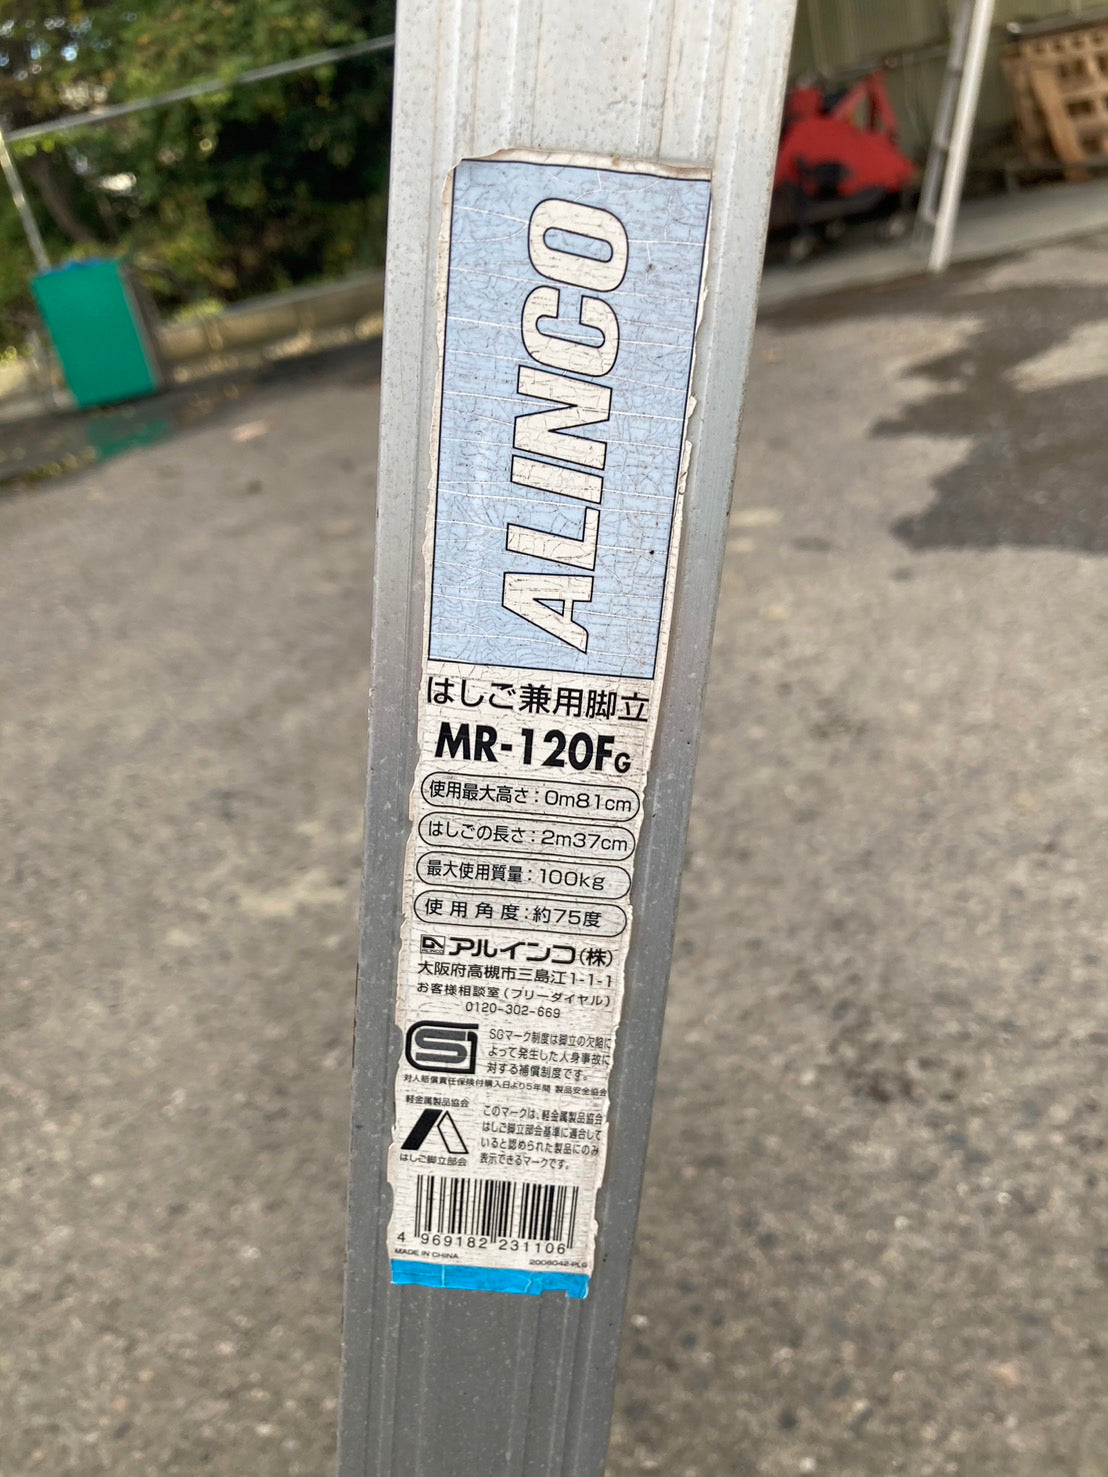 ALINCO
はしご兼用脚立
MR-120FG
使用最大高さ:0m81cm
はしごの長さ:2m37cm
最大使用質量:100kg
使用角度:約75度
アルインコ(株)
大阪府高槻市三島江1-1-1
お客様相談室(フリーダイヤル)
0120-302-669
SG
SGマーク制度は脚立の欠陥に
よって発生した人身事故に
対する補償制度です。
対人賠償責任保険付購入日より5年間 製品安全協会
軽金属製品協会
はしご脚立部会
このマークは、軽金属製品協会
はしご脚立部会基準に適合して
いると認められた製品にのみ
表示できるマークです。
4 969182 231106
MADE IN CHINA
2008042-PLG